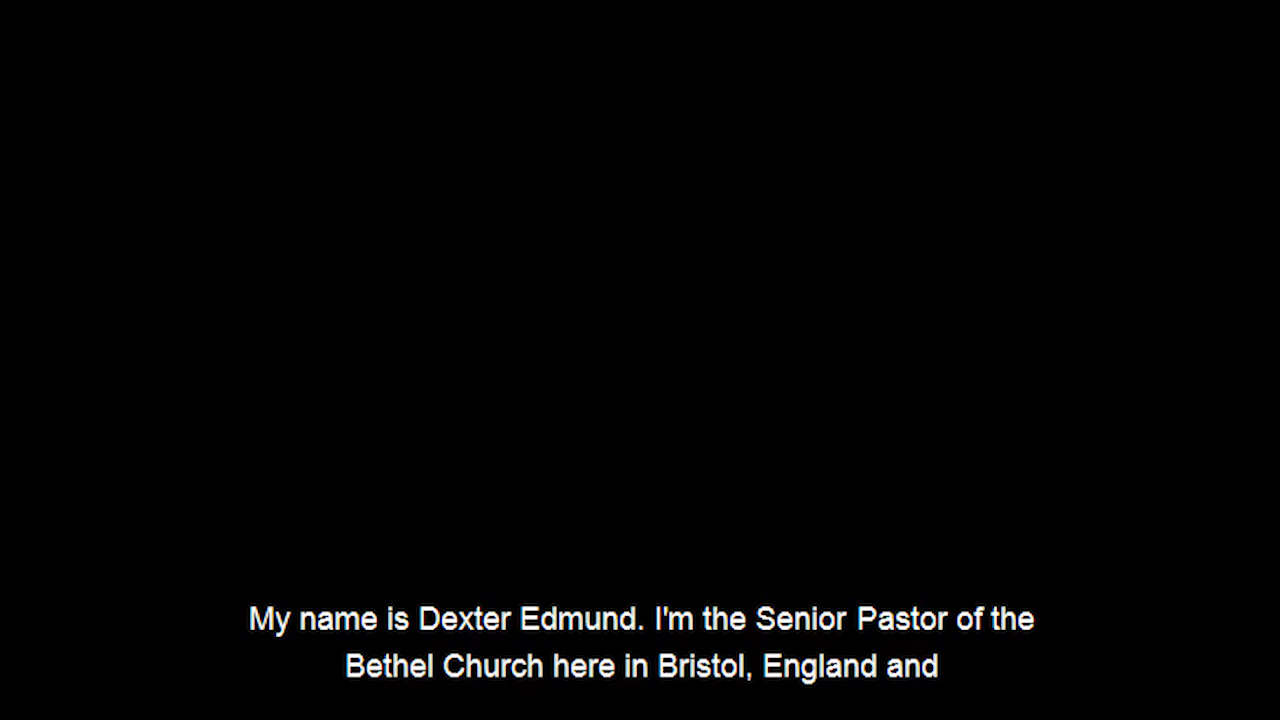 My name is Dexter Edmund. I'm the Senior Pastor of the
Bethel Church here in Bristol, England and